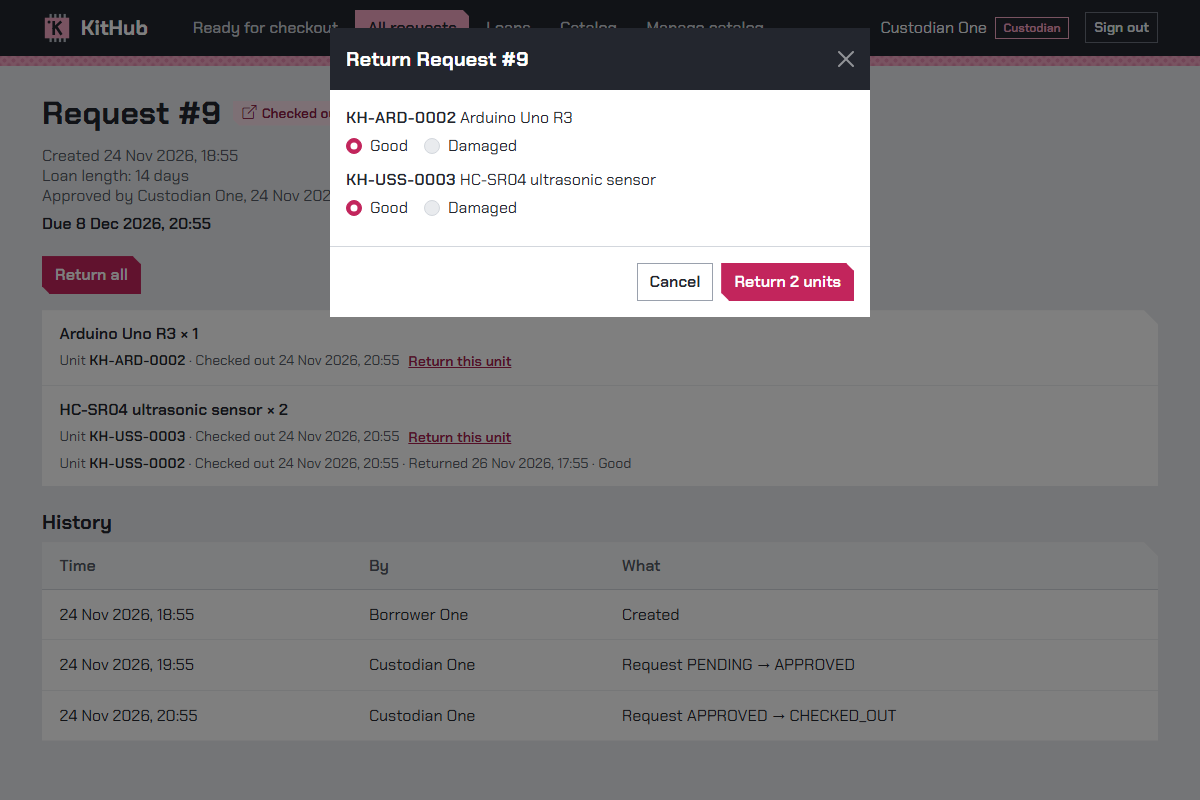 KitHub Ready for checkout All requests Loans Catalog Manage catalog Custodian One Custodian Sign out
Return Request #9
Request #9 Checked
Created 24 Nov 2026, 18:55
Loan length: 14 days
Approved by Custodian One, 24 Nov
Due 8 Dec 2026, 20:55
Return all
KH-ARD-0002 Arduino Uno R3
Good Damaged
KH-USS-0003 HC-SR04 ultrasonic sensor
Good Damaged
Cancel Return 2 units
Arduino Uno R3 × 1
Unit KH-ARD-0002 · Checked out 24 Nov 2026, 20:55 Return this unit
HC-SR04 ultrasonic sensor × 2
Unit KH-USS-0003 · Checked out 24 Nov 2026, 20:55 Return this unit
Unit KH-USS-0002 · Checked out 24 Nov 2026, 20:55 · Returned 26 Nov 2026, 17:55 · Good
History
Time By What
24 Nov 2026, 18:55 Borrower One Created
24 Nov 2026, 19:55 Custodian One Request PENDING → APPROVED
24 Nov 2026, 20:55 Custodian One Request APPROVED → CHECKED_OUT